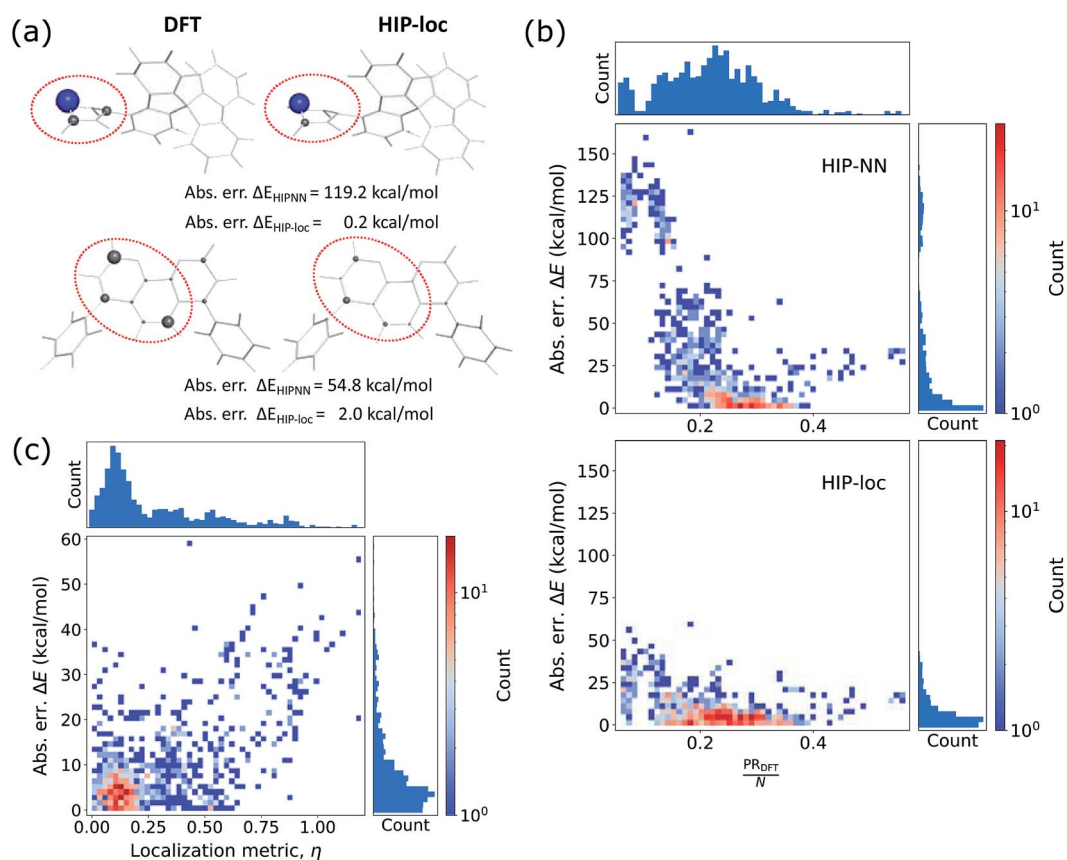 (a)
DFT
HIP-loc
Abs. err. ΔE_HIPNN = 119.2 kcal/mol
Abs. err. ΔE_HIP-loc = 0.2 kcal/mol
Abs. err. ΔE_HIPNN = 54.8 kcal/mol
Abs. err. ΔE_HIP-loc = 2.0 kcal/mol
(b)
Count
HIP-NN
Abs. err. ΔE (kcal/mol)
150
125
100
75
50
25
0
0.2
0.4
Count
10¹
10⁰
Count
HIP-loc
Abs. err. ΔE (kcal/mol)
150
125
100
75
50
25
0
0.2
0.4
PR_DFT
N
Count
10¹
10⁰
Count
(c)
Count
Abs. err. ΔE (kcal/mol)
60
50
40
30
20
10
0
0.00
0.25
0.50
0.75
1.00
Localization metric, η
Count
10¹
10⁰
Count